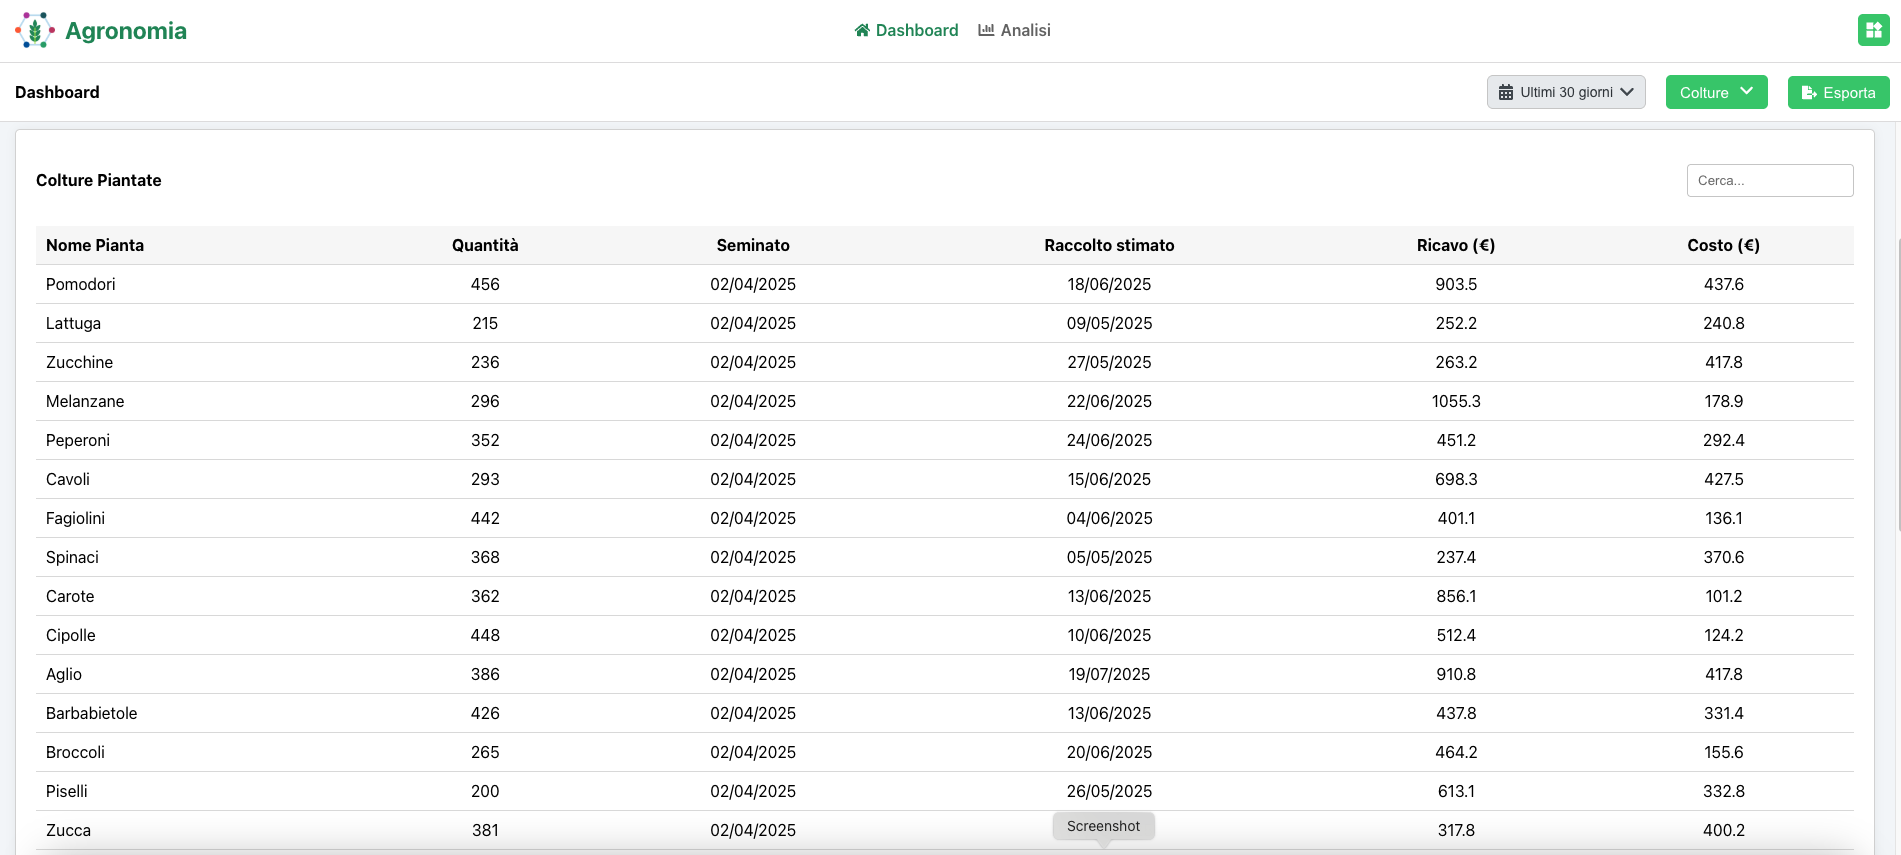 Agronomia
Dashboard Analisi
Dashboard
Ultimi 30 giorni Colture Esporta
Colture Piantate
Cerca...
Nome Pianta Quantità Seminato Raccolto stimato Ricavo (€) Costo (€)
Pomodori 456 02/04/2025 18/06/2025 903.5 437.6
Lattuga 215 02/04/2025 09/05/2025 252.2 240.8
Zucchine 236 02/04/2025 27/05/2025 263.2 417.8
Melanzane 296 02/04/2025 22/06/2025 1055.3 178.9
Peperoni 352 02/04/2025 24/06/2025 451.2 292.4
Cavoli 293 02/04/2025 15/06/2025 698.3 427.5
Fagiolini 442 02/04/2025 04/06/2025 401.1 136.1
Spinaci 368 02/04/2025 05/05/2025 237.4 370.6
Carote 362 02/04/2025 13/06/2025 856.1 101.2
Cipolle 448 02/04/2025 10/06/2025 512.4 124.2
Aglio 386 02/04/2025 19/07/2025 910.8 417.8
Barbabietole 426 02/04/2025 13/06/2025 437.8 331.4
Broccoli 265 02/04/2025 20/06/2025 464.2 155.6
Piselli 200 02/04/2025 26/05/2025 613.1 332.8
Zucca 381 02/04/2025 Screenshot 317.8 400.2